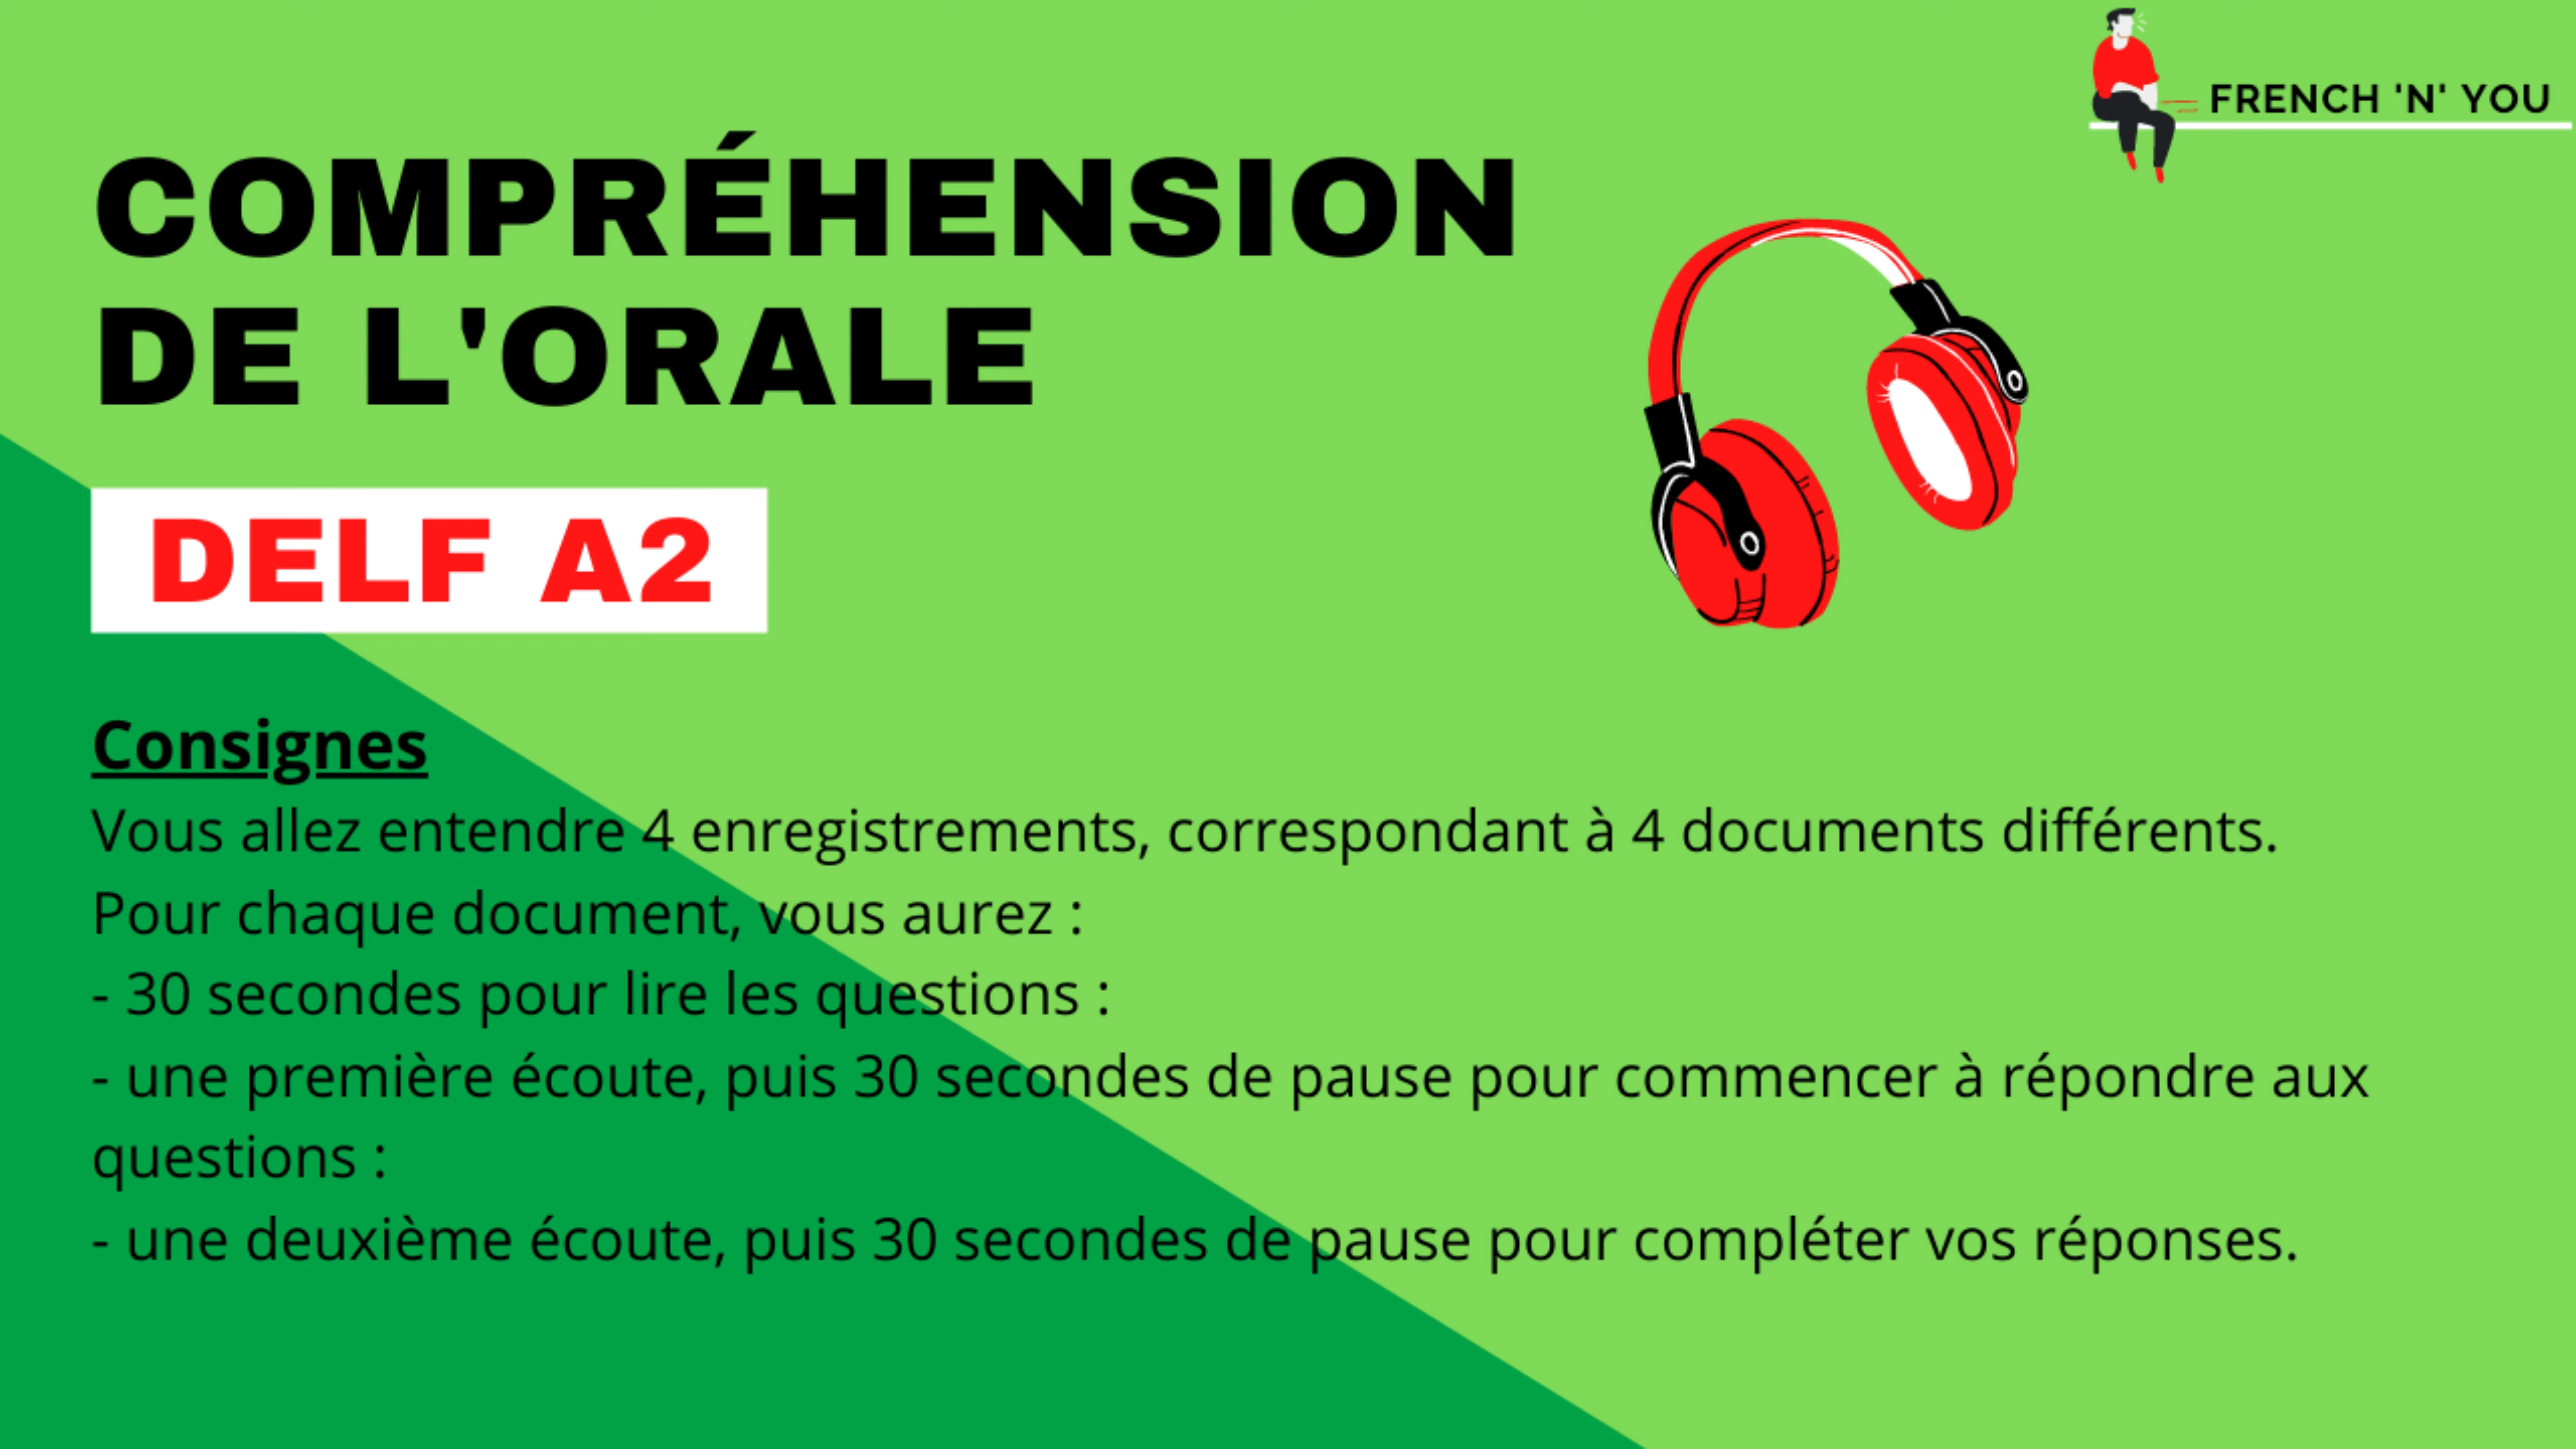 FRENCH 'N' YOU
COMPRÉHENSION
DE L'ORALE
DELF A2
Consignes
Vous allez entendre 4 enregistrements, correspondant à 4 documents différents.
Pour chaque document, vous aurez :
- 30 secondes pour lire les questions :
- une première écoute, puis 30 secondes de pause pour commencer à répondre aux
questions :
- une deuxième écoute, puis 30 secondes de pause pour compléter vos réponses.